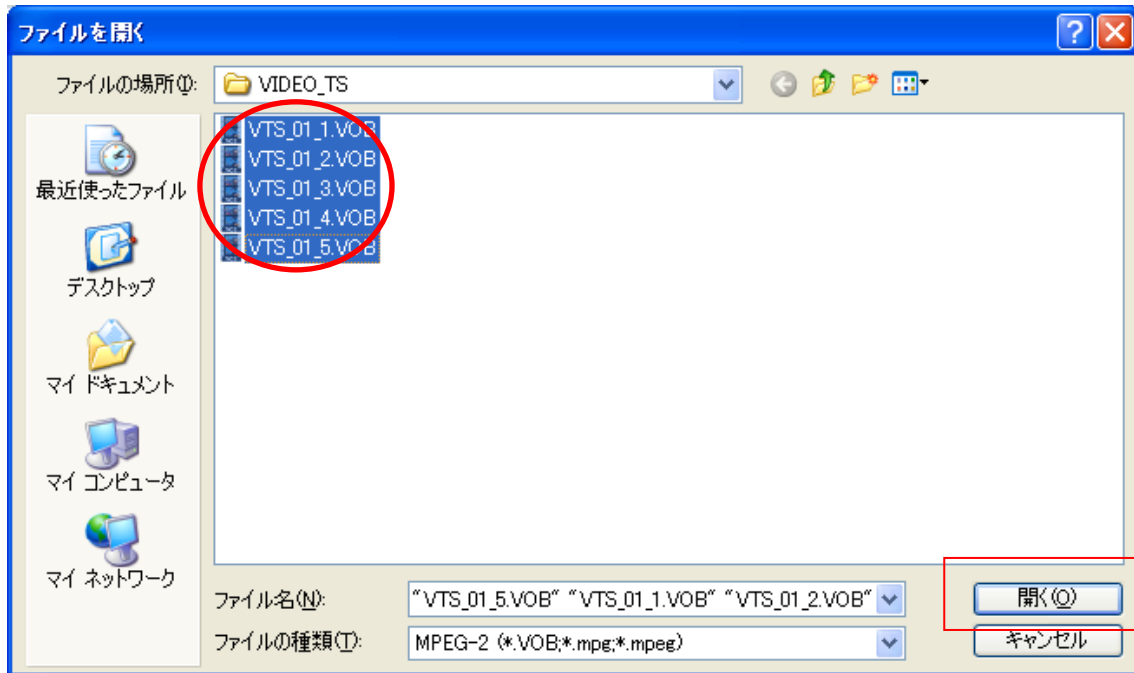 ファイルを開く
ファイルの場所(I):
VIDEO_TS
VTS_01_1.VOB
VTS_01_2.VOB
VTS_01_3.VOB
VTS_01_4.VOB
VTS_01_5.VOB
最近使ったファイル
デスクトップ
マイ ドキュメント
マイ コンピュータ
マイ ネットワーク
ファイル名(N):
"VTS_01_5.VOB" "VTS_01_1.VOB" "VTS_01_2.VOB"
開く(O)
ファイルの種類(T):
MPEG-2 (*.VOB;*.mpg;*.mpeg)
キャンセル